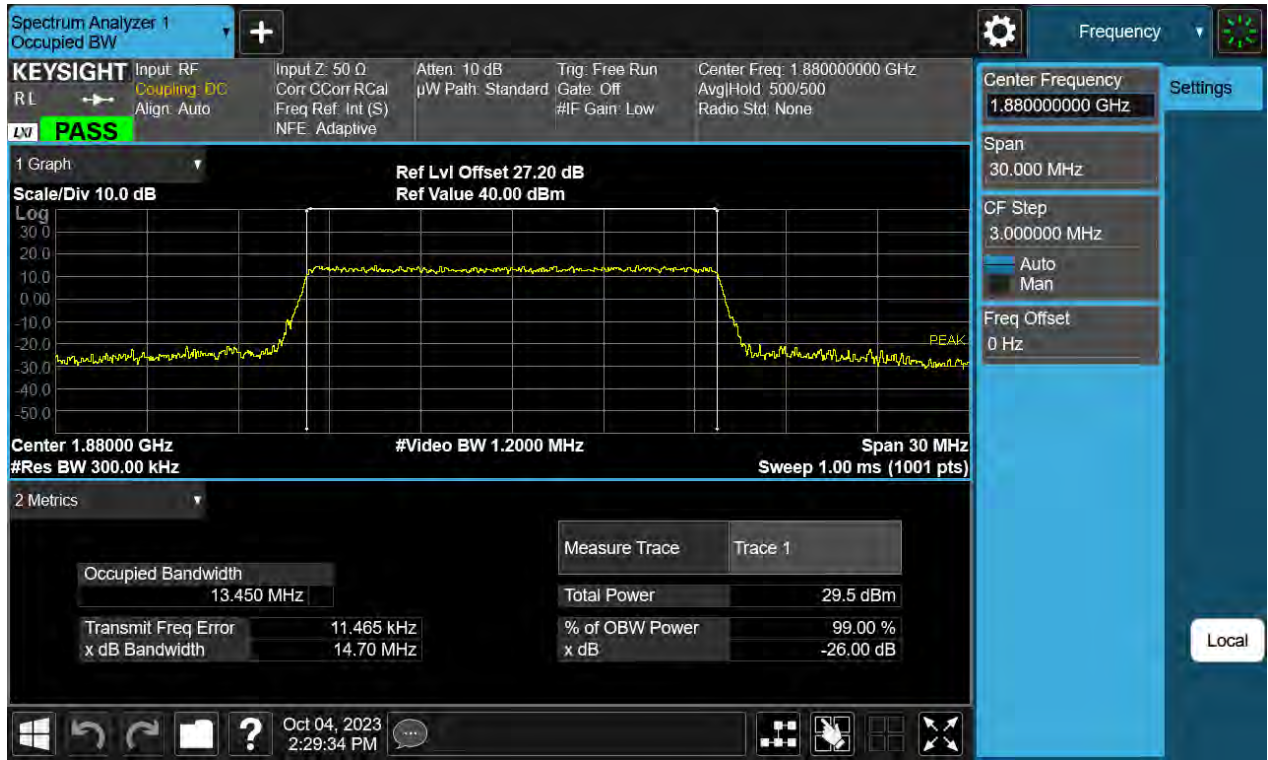 Spectrum Analyzer 1
Occupied BW
+
Frequency
KEYSIGHT
RL
LXI
PASS
Input: RF
Coupling: DC
Align: Auto
Input Z: 50 Ω
Corr CCorr RCal
Freq Ref: Int (S)
NFE: Adaptive
Atten: 10 dB
µW Path: Standard
Trig: Free Run
Gate: Off
#IF Gain: Low
Center Freq: 1.880000000 GHz
Avg|Hold: 500/500
Radio Std: None
Center Frequency
1.880000000 GHz
Settings
Span
30.000 MHz
CF Step
3.000000 MHz
Auto
Man
Freq Offset
0 Hz
Local
1 Graph
Scale/Div 10.0 dB
Ref Lvl Offset 27.20 dB
Ref Value 40.00 dBm
Log
30.0
20.0
10.0
0.00
-10.0
-20.0
-30.0
-40.0
-50.0
PEAK
Center 1.88000 GHz
#Video BW 1.2000 MHz
Span 30 MHz
#Res BW 300.00 kHz
Sweep 1.00 ms (1001 pts)
2 Metrics
Measure Trace Trace 1
Occupied Bandwidth
13.450 MHz
Total Power 29.5 dBm
Transmit Freq Error 11.465 kHz
% of OBW Power 99.00 %
x dB Bandwidth 14.70 MHz
x dB -26.00 dB
?
Oct 04, 2023
2:29:34 PM